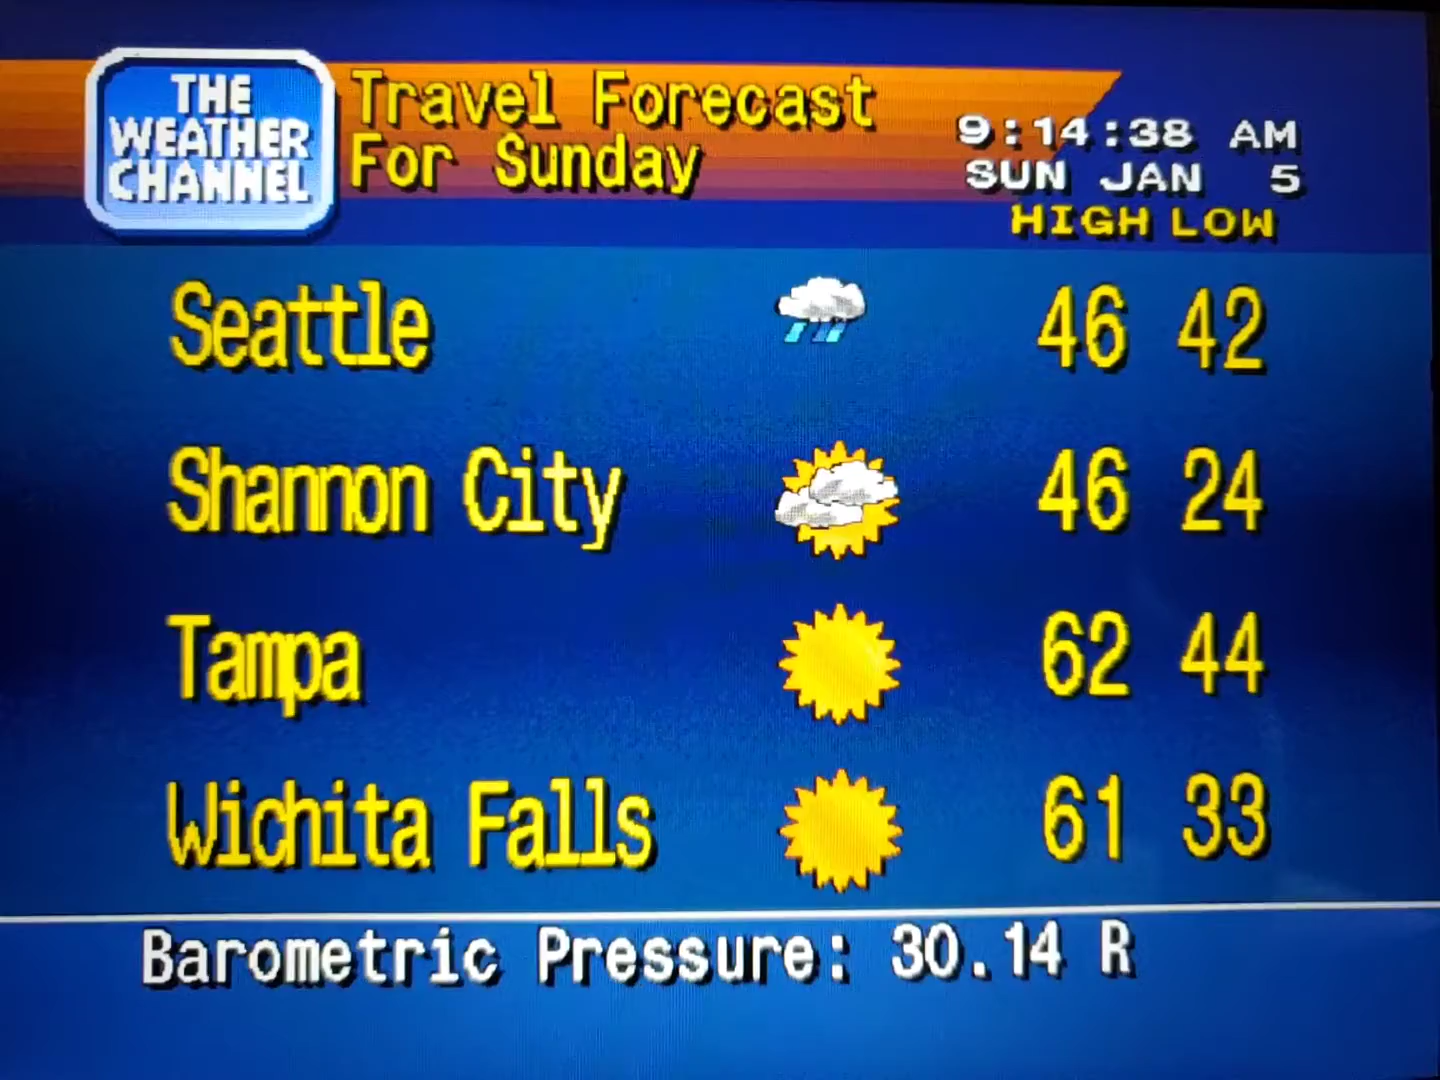 THE
WEATHER
CHANNEL
Travel Forecast
For Sunday
9:14:38 AM
SUN JAN 5
HIGH LOW
Seattle 46 42
Shannon City 46 24
Tampa 62 44
Wichita Falls 61 33
Barometric Pressure: 30.14 R